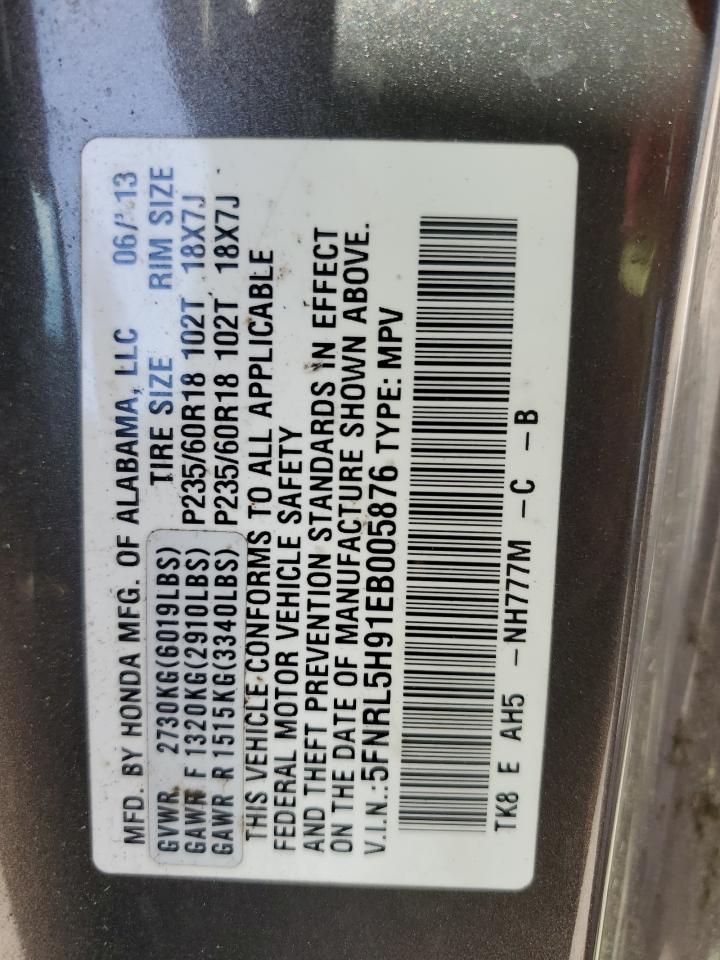 MFD. BY HONDA MFG. OF ALABAMA, LLC 06/13
TIRE SIZE RIM SIZE
GVWR 2730KG(6019LBS)
GAWR F 1320KG(2910LBS) P235/60R18 102T 18X7J
GAWR R 1515KG(3340LBS) P235/60R18 102T 18X7J
THIS VEHICLE CONFORMS TO ALL APPLICABLE
FEDERAL MOTOR VEHICLE SAFETY
AND THEFT PREVENTION STANDARDS IN EFFECT
ON THE DATE OF MANUFACTURE SHOWN ABOVE.
V.I.N.:5FNRL5H91EB005876 TYPE: MPV
TK8 E AH5 -NH777M -C -B